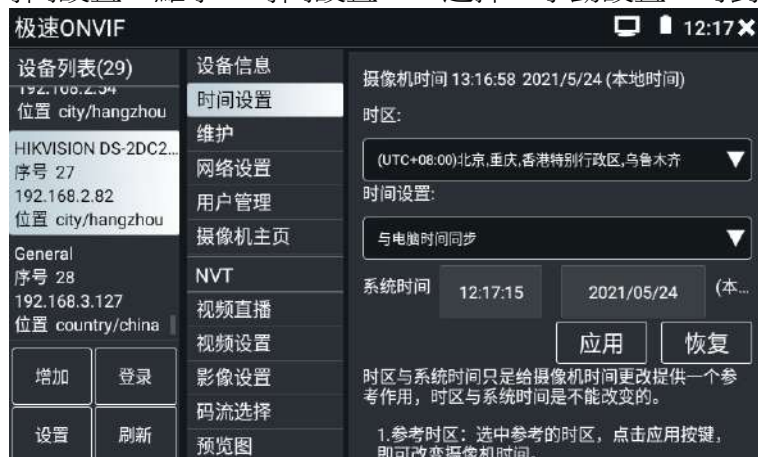 极速ONVIF
12:17
设备列表(29)
192.168.2.54
位置 city/hangzhou
HIKVISION DS-2DC2...
序号 27
192.168.2.82
位置 city/hangzhou
General
序号 28
192.168.3.127
位置 country/china
增加
登录
设置
刷新
设备信息
时间设置
维护
网络设置
用户管理
摄像机主页
NVT
视频直播
视频设置
影像设置
码流选择
预览图
摄像机时间 13:16:58 2021/5/24 (本地时间)
时区:
(UTC+08:00)北京,重庆,香港特别行政区,乌鲁木齐
时间设置:
与电脑时间同步
系统时间 12:17:15 2021/05/24 (本...
应用
恢复
时区与系统时间只是给摄像机时间更改提供一个参
考作用，时区与系统时间是不能改变的。
1.参考时区：选中参考的时区，点击应用按键，
即可改变摄像机时间。